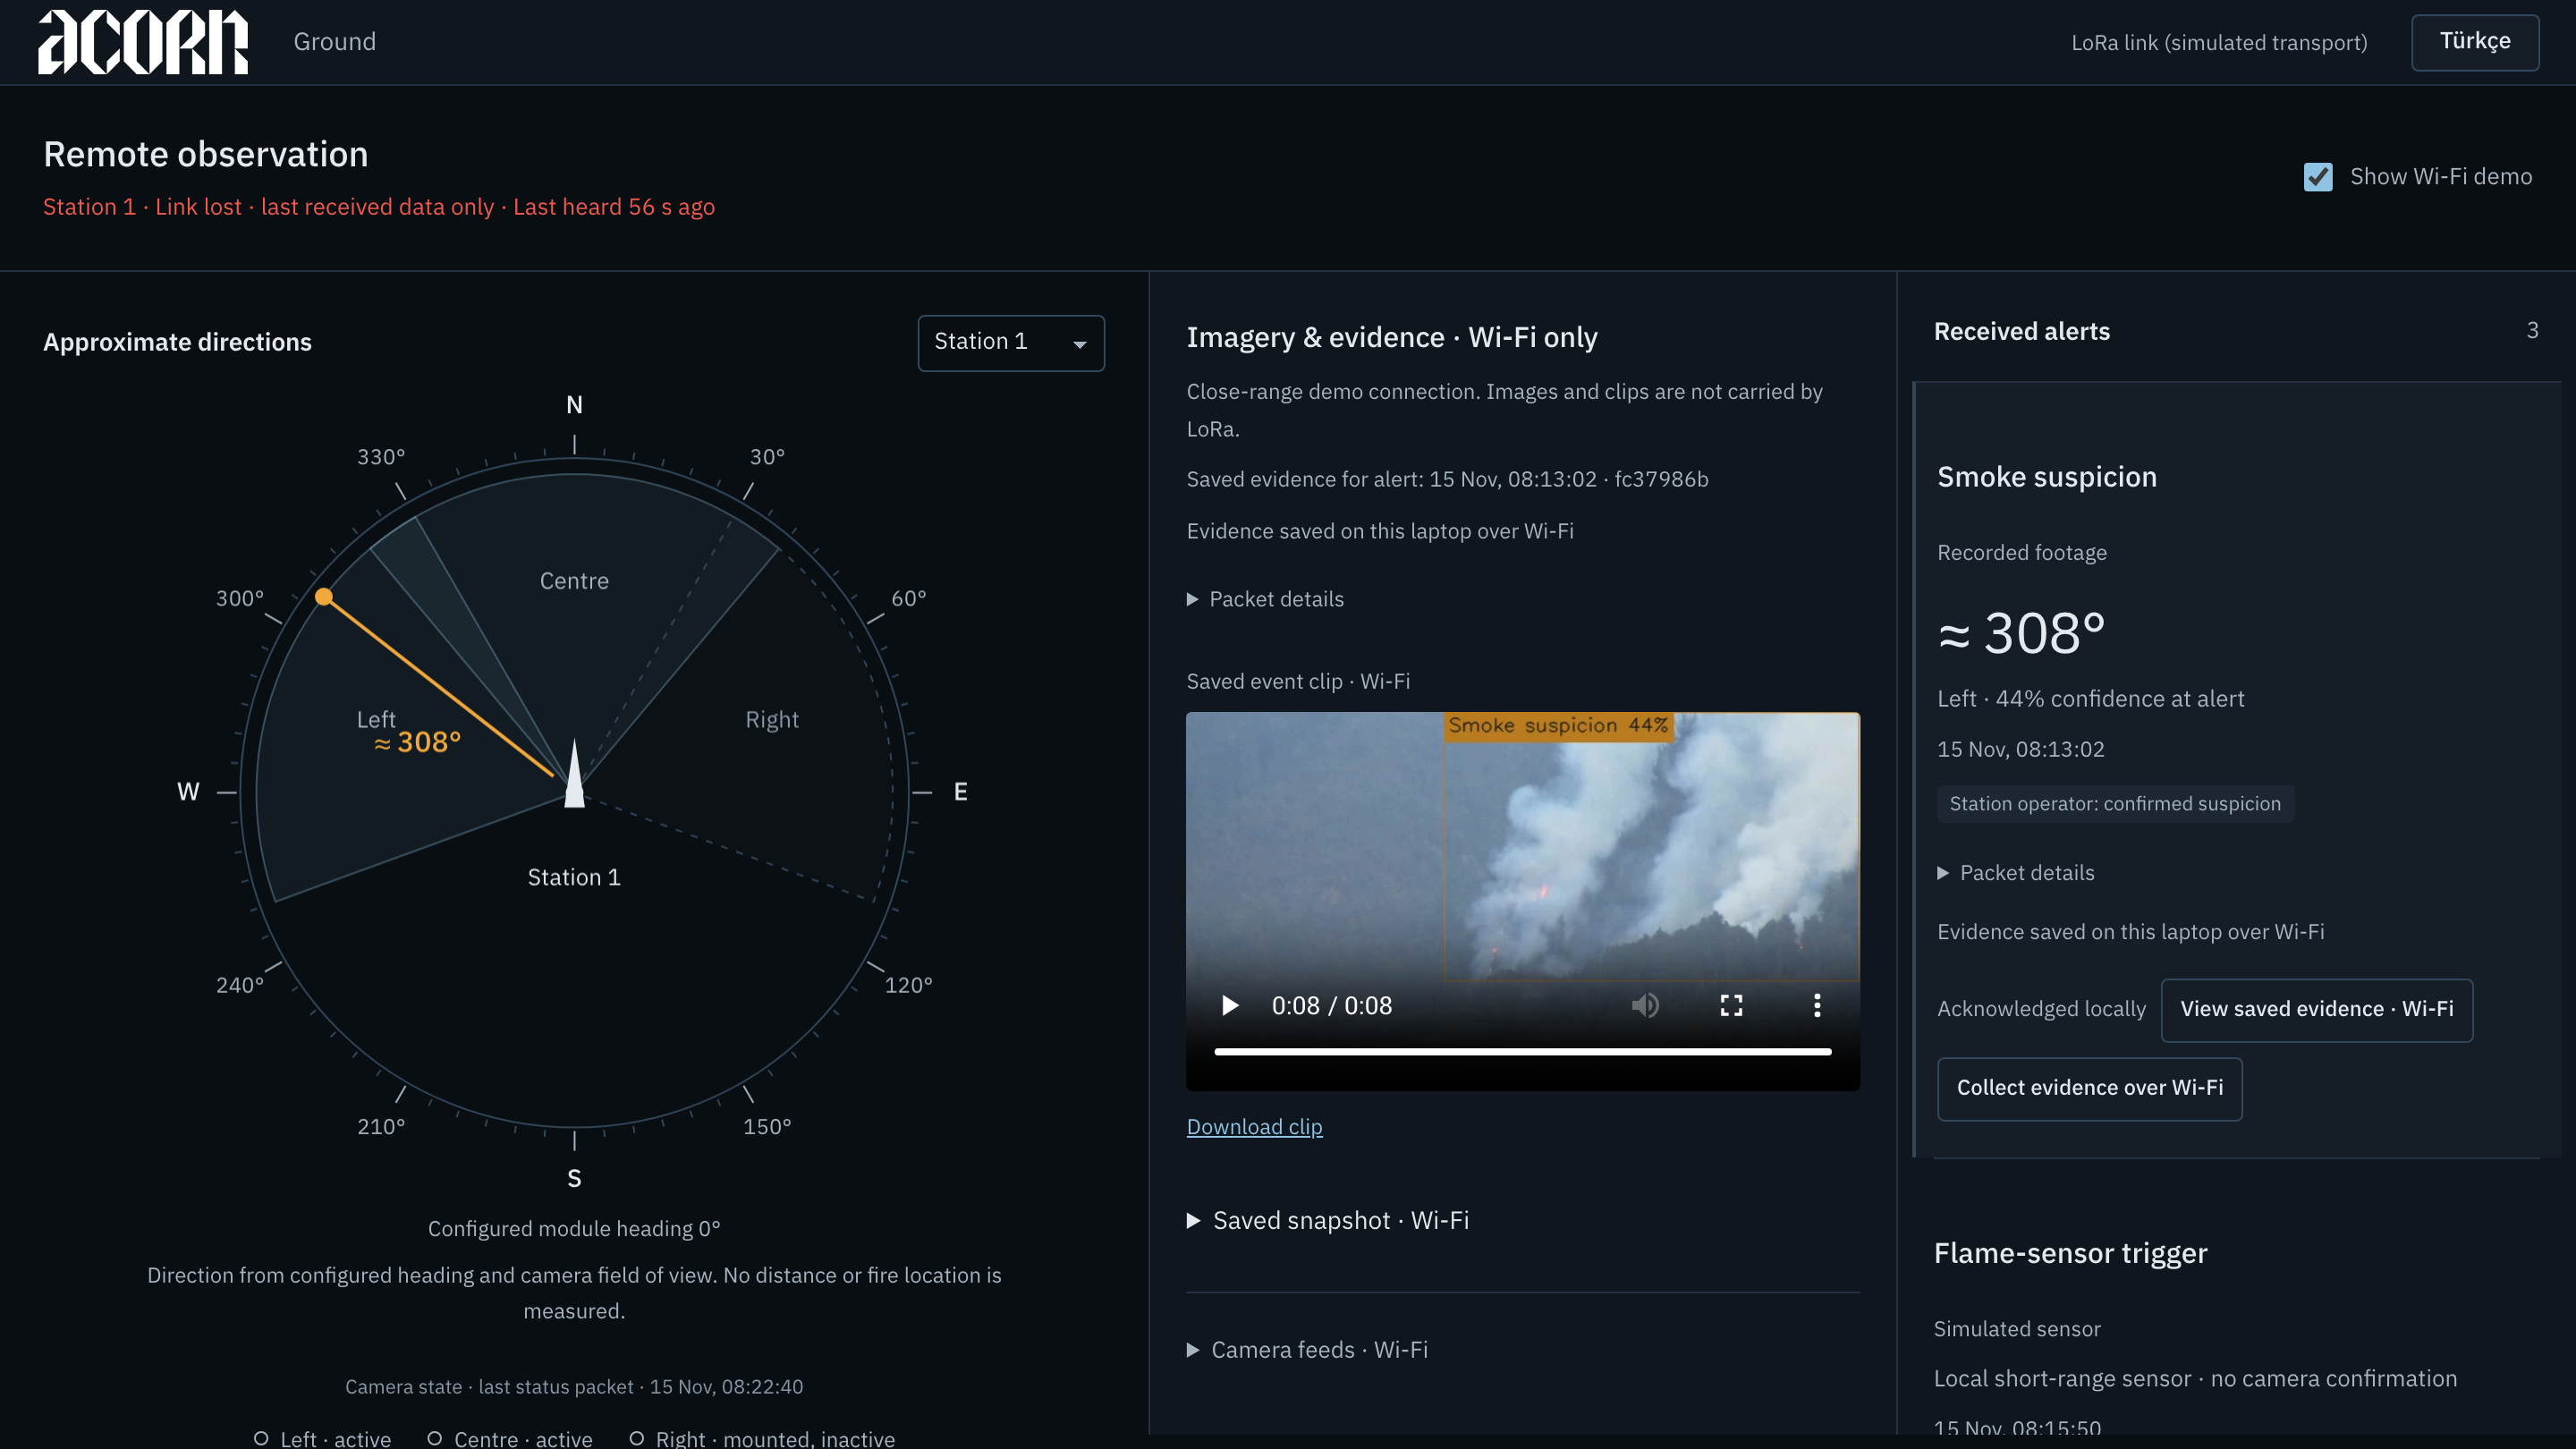 acorn
Ground
LoRa link (simulated transport)
Türkçe
Remote observation
Station 1 · Link lost · last received data only · Last heard 56 s ago
Show Wi-Fi demo
Approximate directions
Station 1
N
330°
30°
300°
60°
Centre
Left
≈ 308°
Right
W
E
Station 1
240°
120°
210°
150°
S
Configured module heading 0°
Direction from configured heading and camera field of view. No distance or fire location is
measured.
Camera state · last status packet · 15 Nov, 08:22:40
Left · active
Centre · active
Right · mounted, inactive
Imagery & evidence · Wi-Fi only
Close-range demo connection. Images and clips are not carried by
LoRa.
Saved evidence for alert: 15 Nov, 08:13:02 · fc37986b
Evidence saved on this laptop over Wi-Fi
Packet details
Saved event clip · Wi-Fi
Smoke suspicion 44%
0:08 / 0:08
Download clip
Saved snapshot · Wi-Fi
Camera feeds · Wi-Fi
Received alerts
3
Smoke suspicion
Recorded footage
≈ 308°
Left · 44% confidence at alert
15 Nov, 08:13:02
Station operator: confirmed suspicion
Packet details
Evidence saved on this laptop over Wi-Fi
Acknowledged locally
View saved evidence · Wi-Fi
Collect evidence over Wi-Fi
Flame-sensor trigger
Simulated sensor
Local short-range sensor · no camera confirmation
15 Nov, 08:15:50